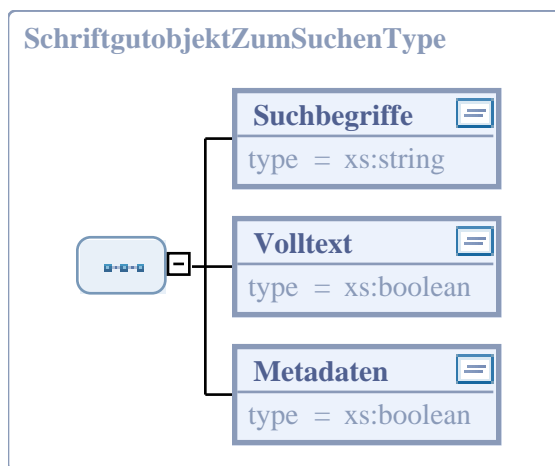 SchriftgutobjektZumSuchenType
Suchbegriffe
type = xs:string
Volltext
type = xs:boolean
Metadaten
type = xs:boolean